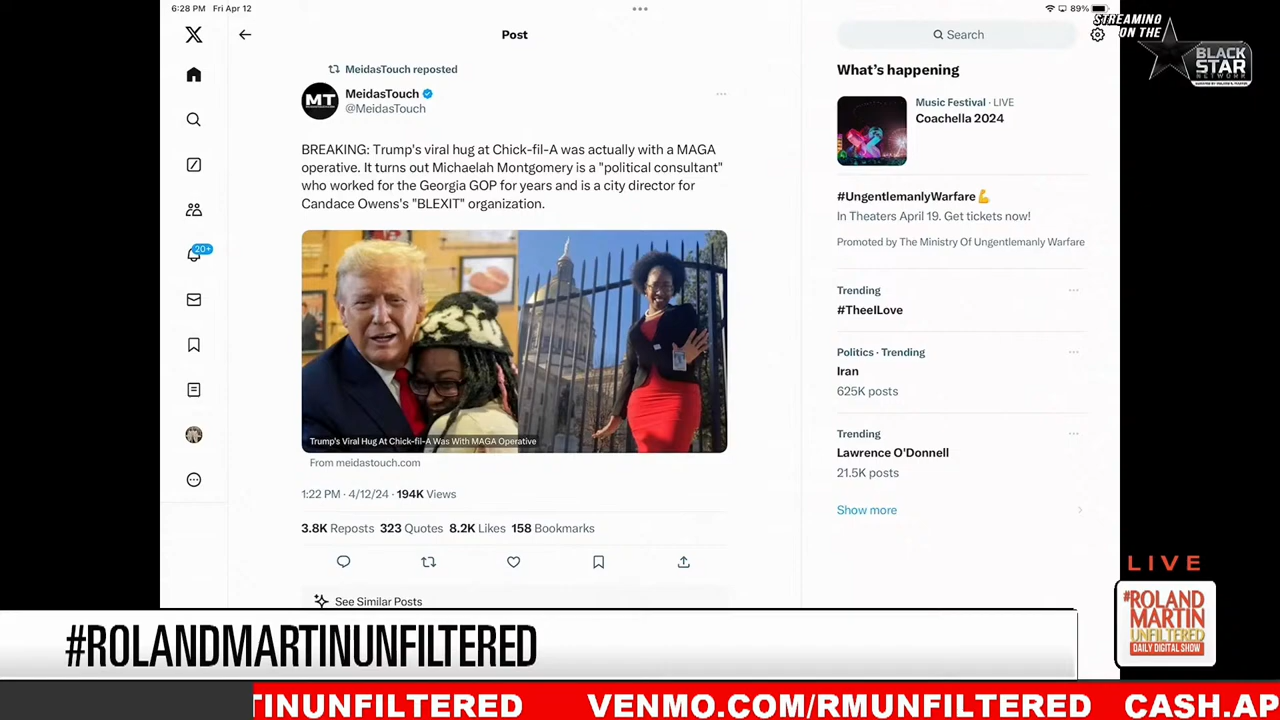 6:28 PM Fri Apr 12
89%
STREAMING
ON THE
BLACK
STAR
NETWORK
Post
Search
MeidasTouch reposted
MT
MeidasTouch
@MeidasTouch
BREAKING: Trump's viral hug at Chick-fil-A was actually with a MAGA
operative. It turns out Michaelah Montgomery is a "political consultant"
who worked for the Georgia GOP for years and is a city director for
Candace Owens's "BLEXIT" organization.
Trump's Viral Hug At Chick-fil-A Was With MAGA Operative
From meidastouch.com
1:22 PM · 4/12/24 · 194K Views
3.8K Reposts 323 Quotes 8.2K Likes 158 Bookmarks
See Similar Posts
20+
What's happening
Music Festival · LIVE
Coachella 2024
#UngentlemanlyWarfare💪
In Theaters April 19. Get tickets now!
Promoted by The Ministry Of Ungentlemanly Warfare
Trending
#TheeILove
Politics · Trending
Iran
625K posts
Trending
Lawrence O'Donnell
21.5K posts
Show more
LIVE
#ROLAND
MARTIN
UNFILTERED
DAILY DIGITAL SHOW
#ROLANDMARTINUNFILTERED
TINUNFILTERED VENMO.COM/RMUNFILTERED CASH.AP